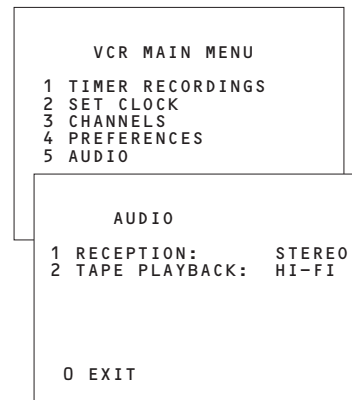 VCR MAIN MENU
1 TIMER RECORDINGS
2 SET CLOCK
3 CHANNELS
4 PREFERENCES
5 AUDIO
AUDIO
1 RECEPTION: STEREO
2 TAPE PLAYBACK: HI-FI
0 EXIT